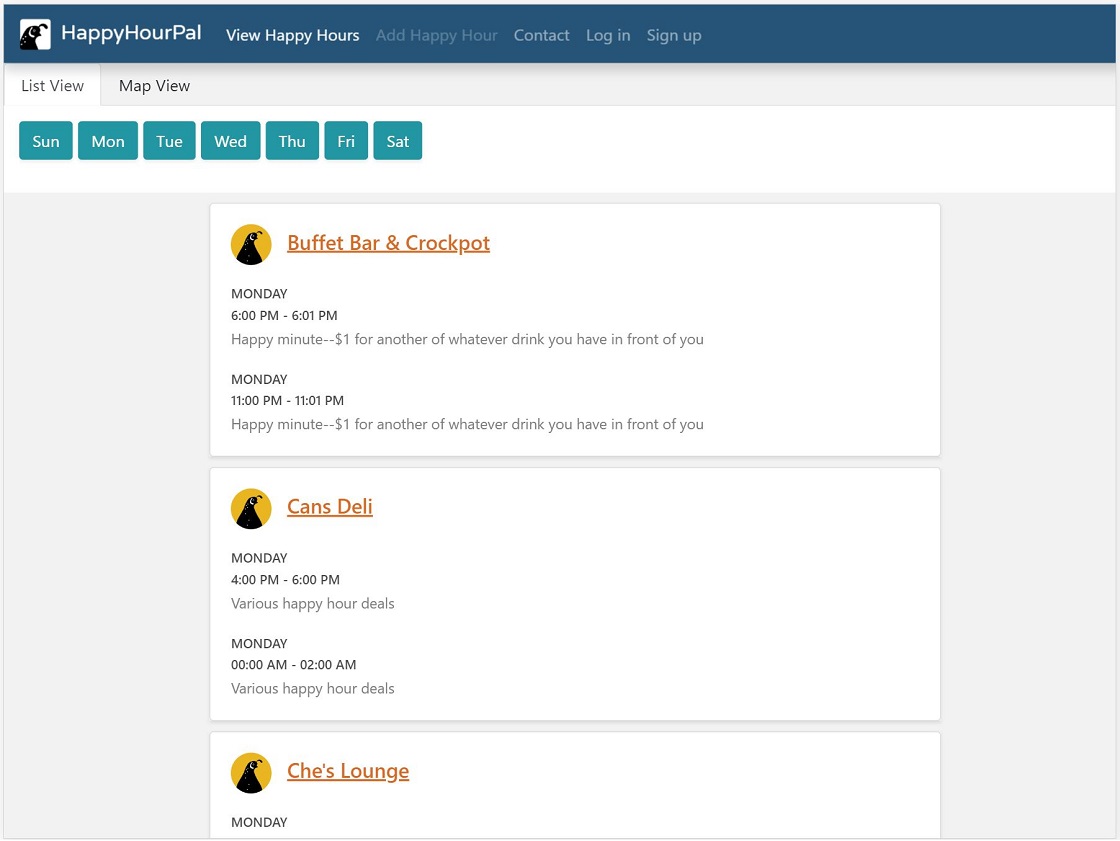 HappyHourPal View Happy Hours Add Happy Hour Contact Log in Sign up
List View Map View
Sun Mon Tue Wed Thu Fri Sat
Buffet Bar & Crockpot
MONDAY
6:00 PM - 6:01 PM
Happy minute--$1 for another of whatever drink you have in front of you
MONDAY
11:00 PM - 11:01 PM
Happy minute--$1 for another of whatever drink you have in front of you
Cans Deli
MONDAY
4:00 PM - 6:00 PM
Various happy hour deals
MONDAY
00:00 AM - 02:00 AM
Various happy hour deals
Che's Lounge
MONDAY